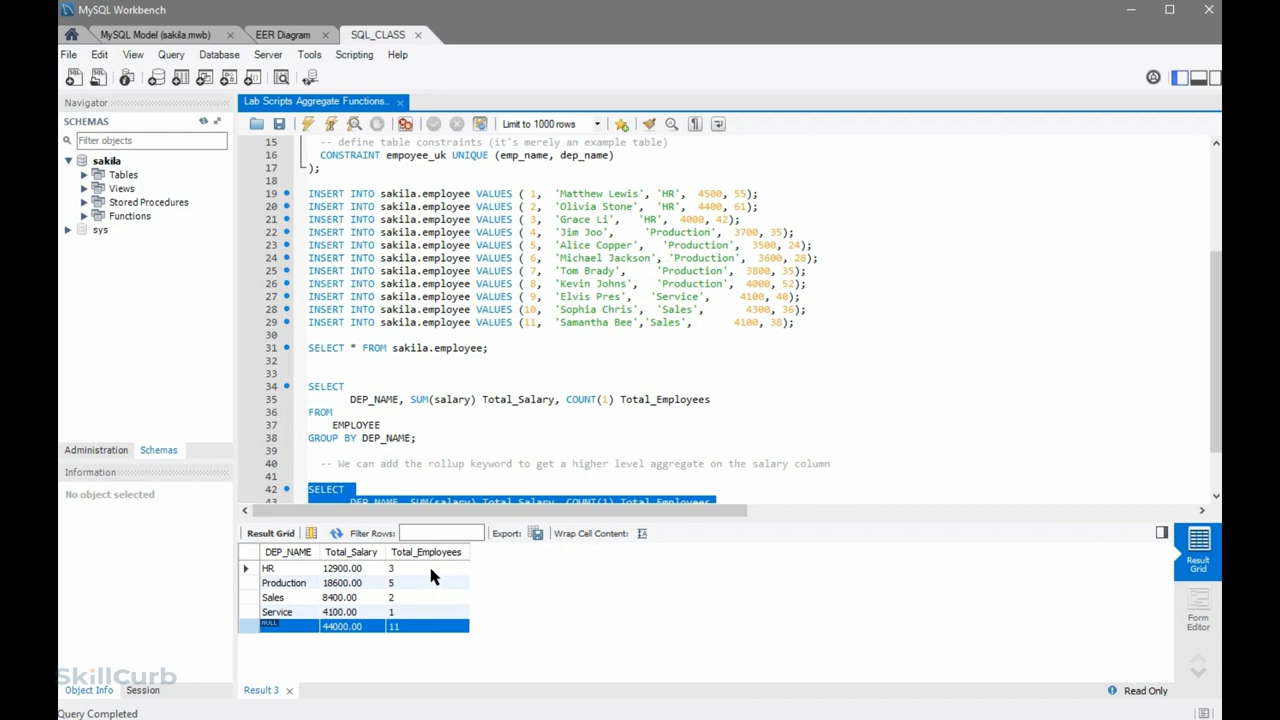 MySQL Workbench
MySQL Model (sakila.mwb) EER Diagram SQL_CLASS
File Edit View Query Database Server Tools Scripting Help
Navigator
SCHEMAS
Filter objects
sakila
Tables
Views
Stored Procedures
Functions
sys
Administration Schemas
Information
No object selected
Object Info Session
Query Completed
Lab Scripts Aggregate Functions..
Limit to 1000 rows
15 -- define table constraints (it's merely an example table)
16 CONSTRAINT empoyee_uk UNIQUE (emp_name, dep_name)
17 );
18
19 INSERT INTO sakila.employee VALUES ( 1, 'Matthew Lewis', 'HR', 4500, 55);
20 INSERT INTO sakila.employee VALUES ( 2, 'Olivia Stone', 'HR', 4400, 61);
21 INSERT INTO sakila.employee VALUES ( 3, 'Grace Li', 'HR', 4000, 42);
22 INSERT INTO sakila.employee VALUES ( 4, 'Jim Joo', 'Production', 3700, 35);
23 INSERT INTO sakila.employee VALUES ( 5, 'Alice Copper', 'Production', 3500, 24);
24 INSERT INTO sakila.employee VALUES ( 6, 'Michael Jackson', 'Production', 3600, 28);
25 INSERT INTO sakila.employee VALUES ( 7, 'Tom Brady', 'Production', 3800, 35);
26 INSERT INTO sakila.employee VALUES ( 8, 'Kevin Johns', 'Production', 4000, 52);
27 INSERT INTO sakila.employee VALUES ( 9, 'Elvis Pres', 'Service', 4100, 40);
28 INSERT INTO sakila.employee VALUES (10, 'Sophia Chris', 'Sales', 4300, 36);
29 INSERT INTO sakila.employee VALUES (11, 'Samantha Bee','Sales', 4100, 38);
30
31 SELECT * FROM sakila.employee;
32
33
34 SELECT
35 DEP_NAME, SUM(salary) Total_Salary, COUNT(1) Total_Employees
36 FROM
37 EMPLOYEE
38 GROUP BY DEP_NAME;
39
40 -- We can add the rollup keyword to get a higher level aggregate on the salary column
41
42 SELECT
43 DEP_NAME, SUM(salary) Total_Salary, COUNT(1) Total_Employees
Result Grid Filter Rows: Export: Wrap Cell Content:
DEP_NAME Total_Salary Total_Employees
HR 12900.00 3
Production 18600.00 5
Sales 8400.00 2
Service 4100.00 1
NULL 44000.00 11
Result Grid
Form Editor
Result 3
Read Only
SkillCurb